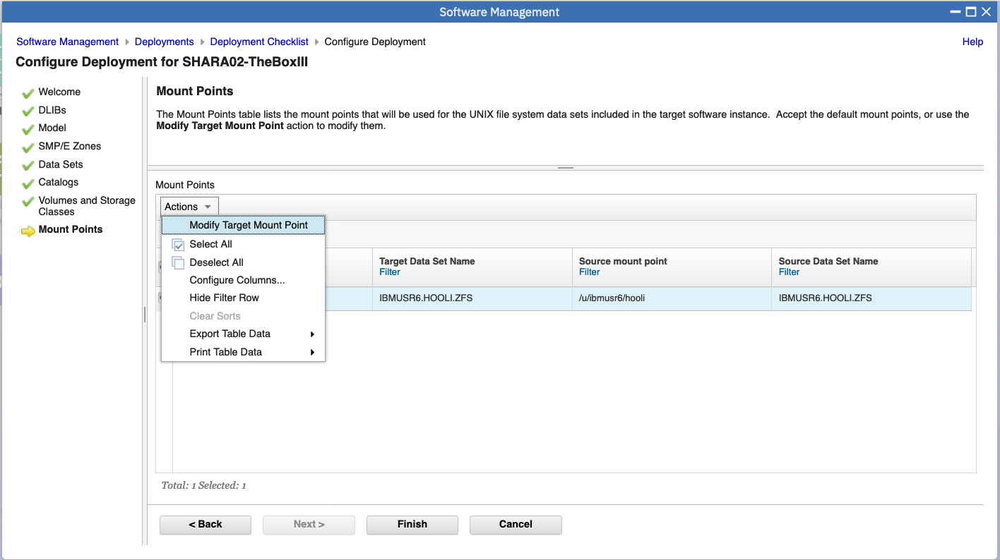 Software Management
Software Management Deployments Deployment Checklist Configure Deployment Help
Configure Deployment for SHARA02-TheBoxIII
Welcome
DLIBs
Model
SMP/E Zones
Data Sets
Catalogs
Volumes and Storage
Classes
Mount Points
Mount Points
The Mount Points table lists the mount points that will be used for the UNIX file system data sets included in the target software instance. Accept the default mount points, or use the
Modify Target Mount Point action to modify them.
Mount Points
Actions
Modify Target Mount Point
Select All
Deselect All
Configure Columns...
Hide Filter Row
Clear Sorts
Export Table Data
Print Table Data
Target Data Set Name Source mount point Source Data Set Name
Filter Filter Filter
IBMUSR6.HOOLI.ZFS /u/ibmusr6/hooli IBMUSR6.HOOLI.ZFS
Total: 1 Selected: 1
< Back Next > Finish Cancel